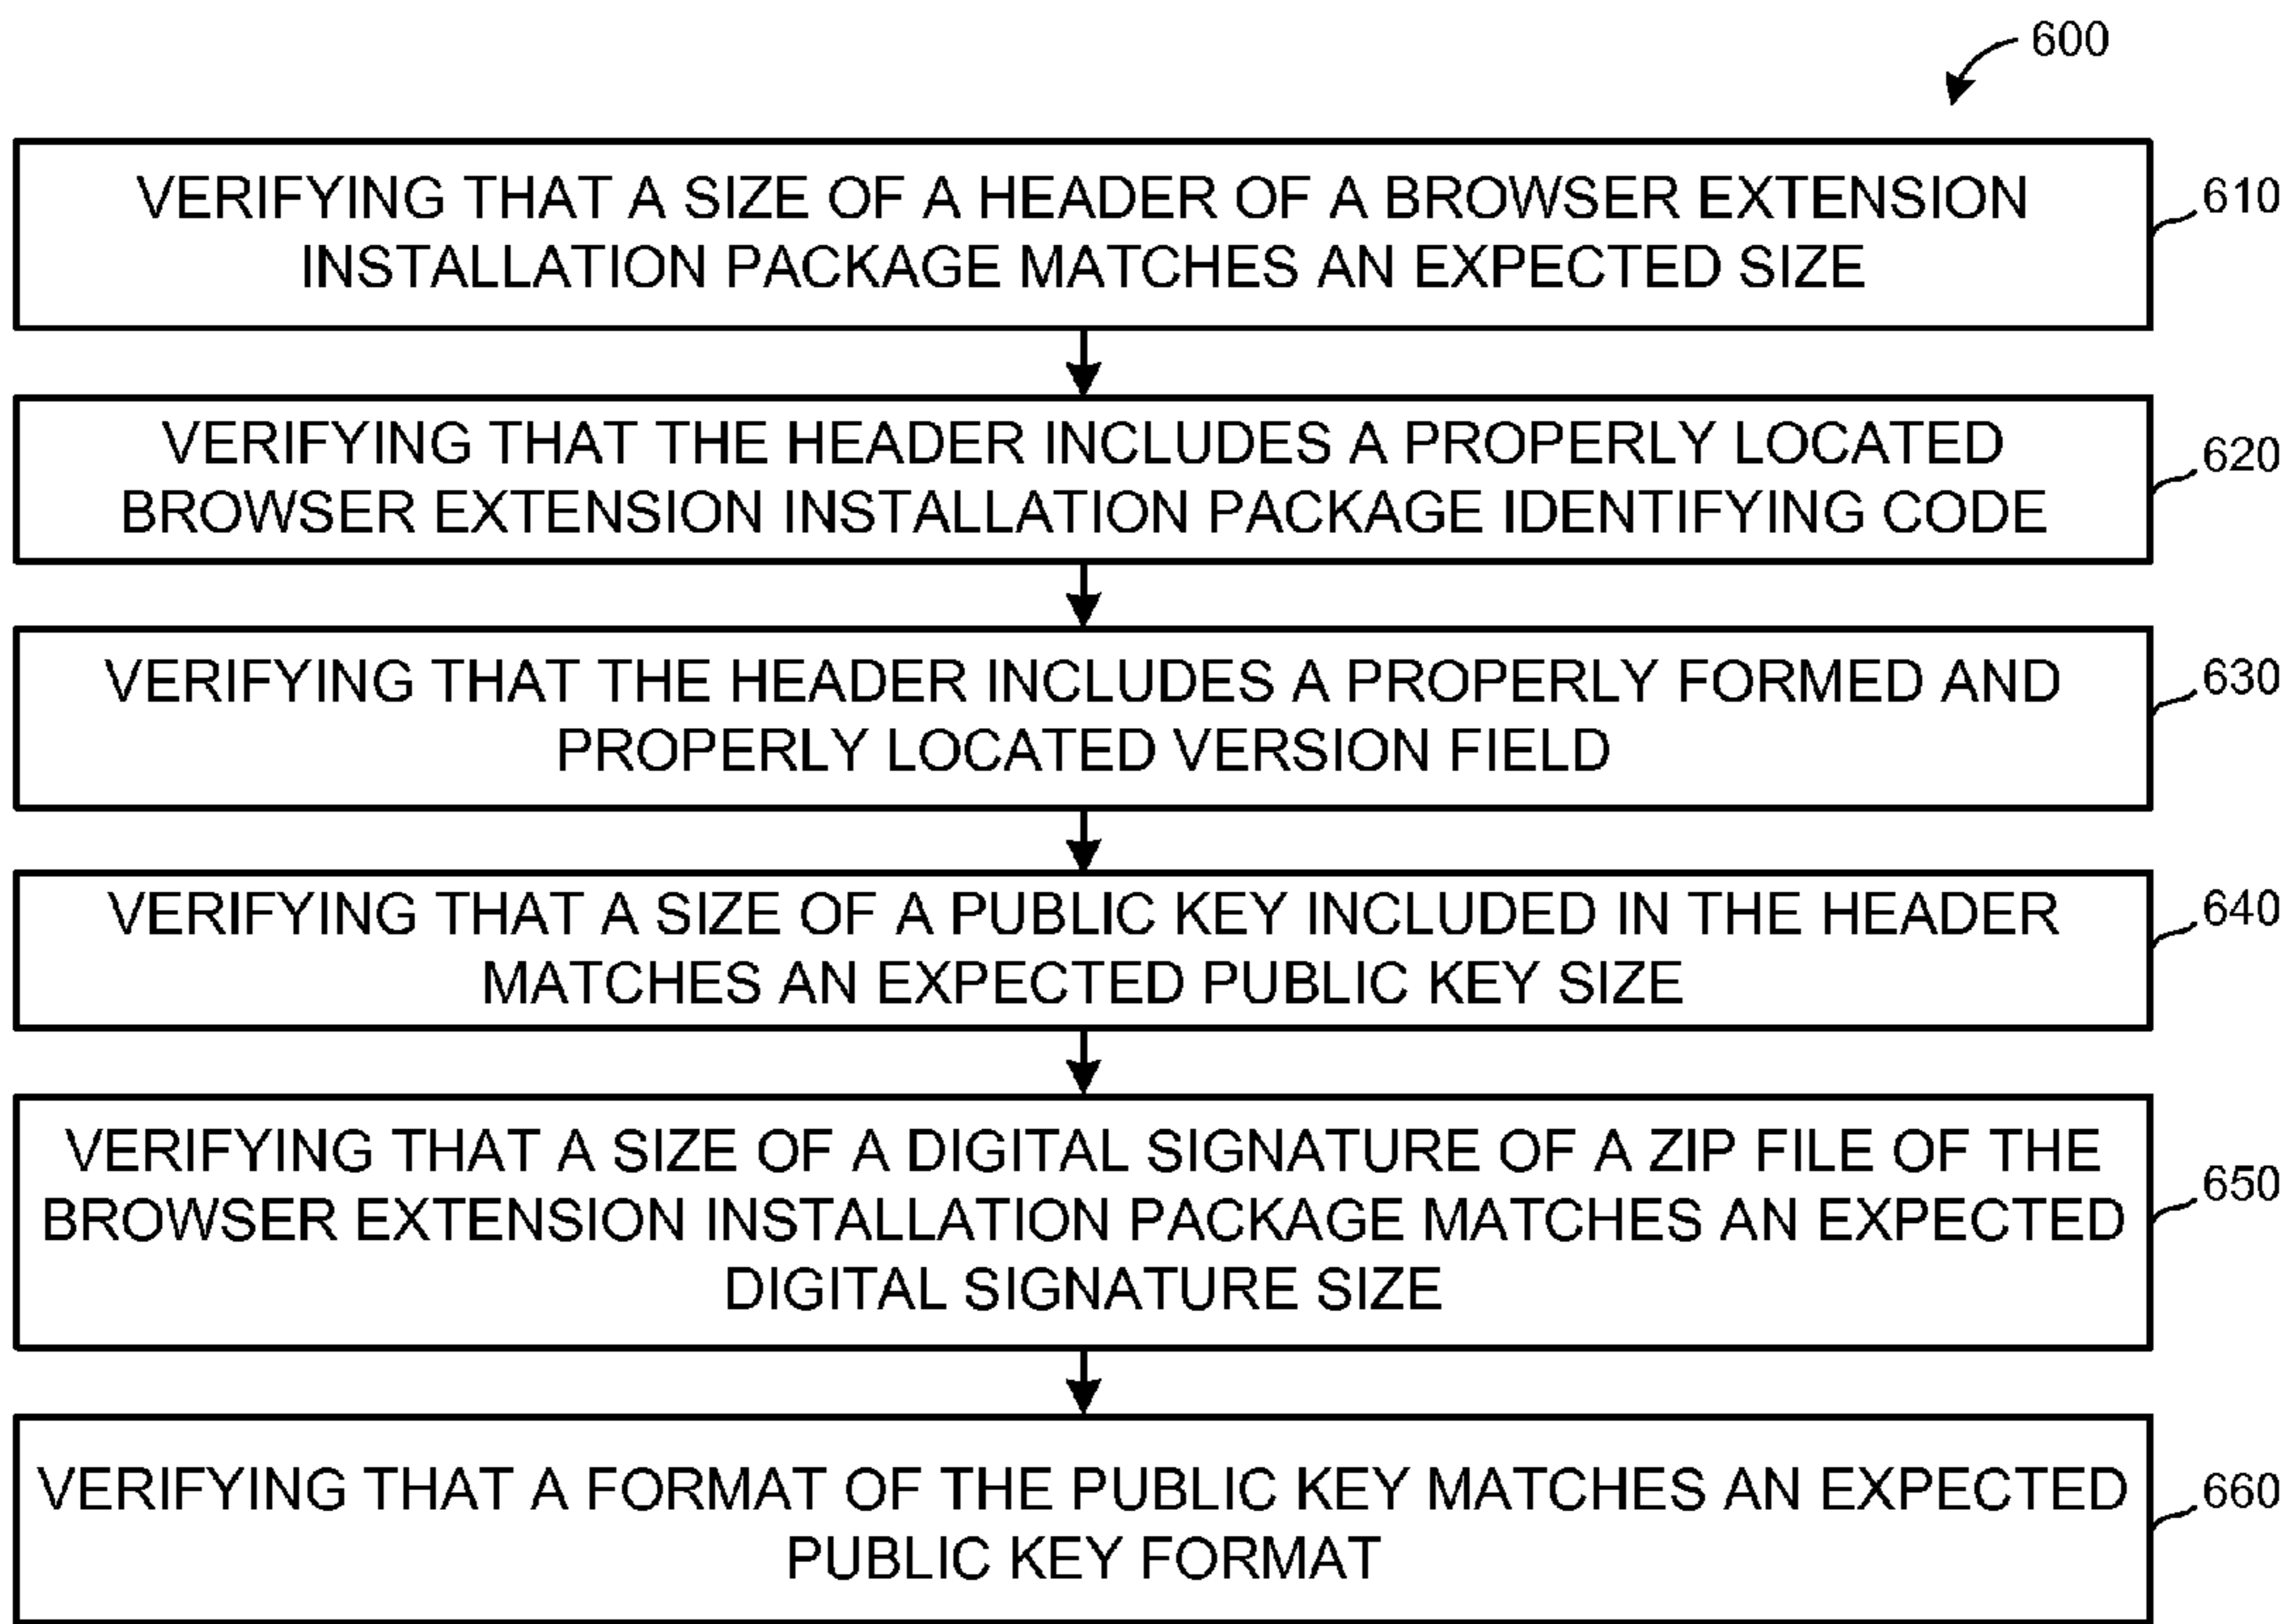 600
VERIFYING THAT A SIZE OF A HEADER OF A BROWSER EXTENSION
INSTALLATION PACKAGE MATCHES AN EXPECTED SIZE
610
VERIFYING THAT THE HEADER INCLUDES A PROPERLY LOCATED
BROWSER EXTENSION INSTALLATION PACKAGE IDENTIFYING CODE
620
VERIFYING THAT THE HEADER INCLUDES A PROPERLY FORMED AND
PROPERLY LOCATED VERSION FIELD
630
VERIFYING THAT A SIZE OF A PUBLIC KEY INCLUDED IN THE HEADER
MATCHES AN EXPECTED PUBLIC KEY SIZE
640
VERIFYING THAT A SIZE OF A DIGITAL SIGNATURE OF A ZIP FILE OF THE
BROWSER EXTENSION INSTALLATION PACKAGE MATCHES AN EXPECTED
DIGITAL SIGNATURE SIZE
650
VERIFYING THAT A FORMAT OF THE PUBLIC KEY MATCHES AN EXPECTED
PUBLIC KEY FORMAT
660